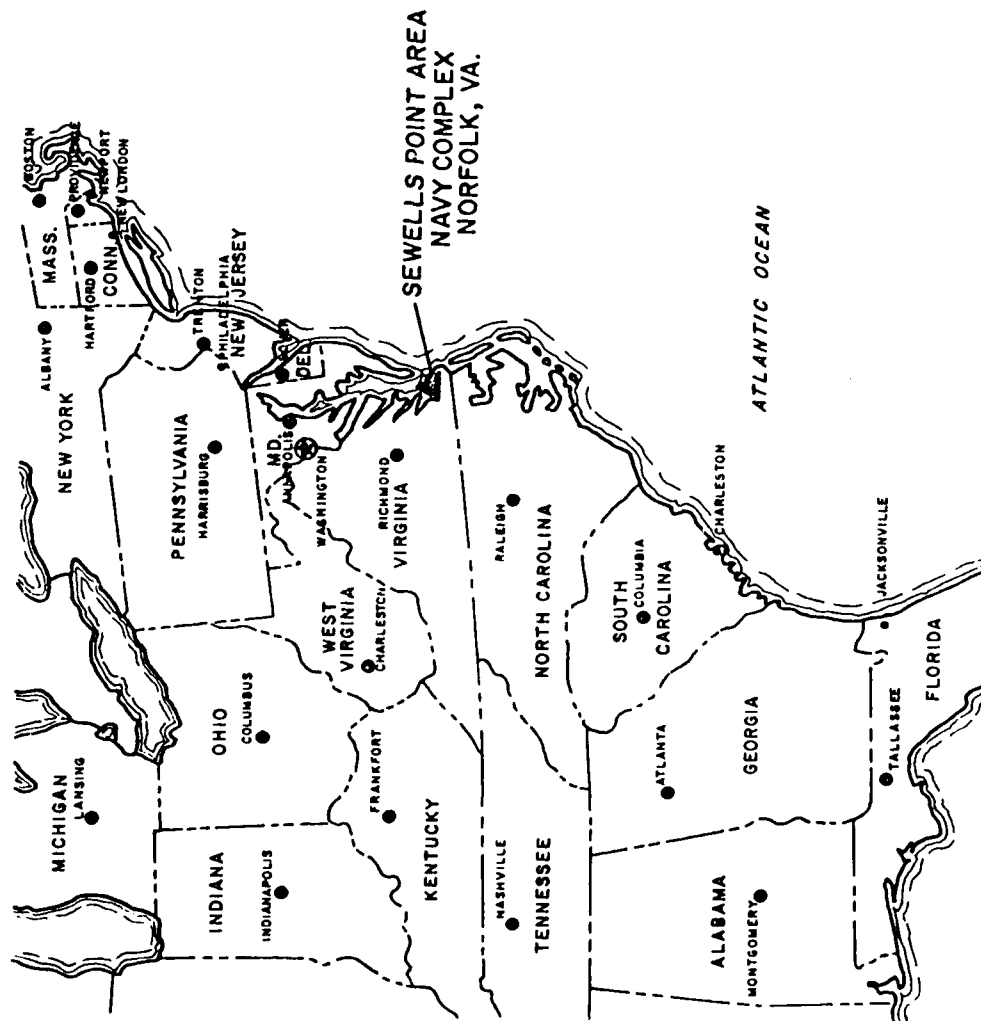 BOSTON
MASS.
PROVIDENCE
NEWPORT
NEW LONDON
ALBANY
HARTFORD
CONN.
NEW YORK
TRENTON
PHILADELPHIA
NEW JERSEY
PENNSYLVANIA
HARRISBURG
DEL.
MD.
ANNAPOLIS
WASHINGTON
SEWELLS POINT AREA
NAVY COMPLEX
NORFOLK, VA.
MICHIGAN
LANSING
OHIO
COLUMBUS
WEST
VIRGINIA
CHARLESTON
RICHMOND
VIRGINIA
INDIANA
INDIANAPOLIS
FRANKFORT
KENTUCKY
RALEIGH
NORTH CAROLINA
NASHVILLE
TENNESSEE
SOUTH
COLUMBIA
CAROLINA
CHARLESTON
ATLANTIC OCEAN
ATLANTA
GEORGIA
ALABAMA
MONTGOMERY
JACKSONVILLE
TALLASSEE
FLORIDA